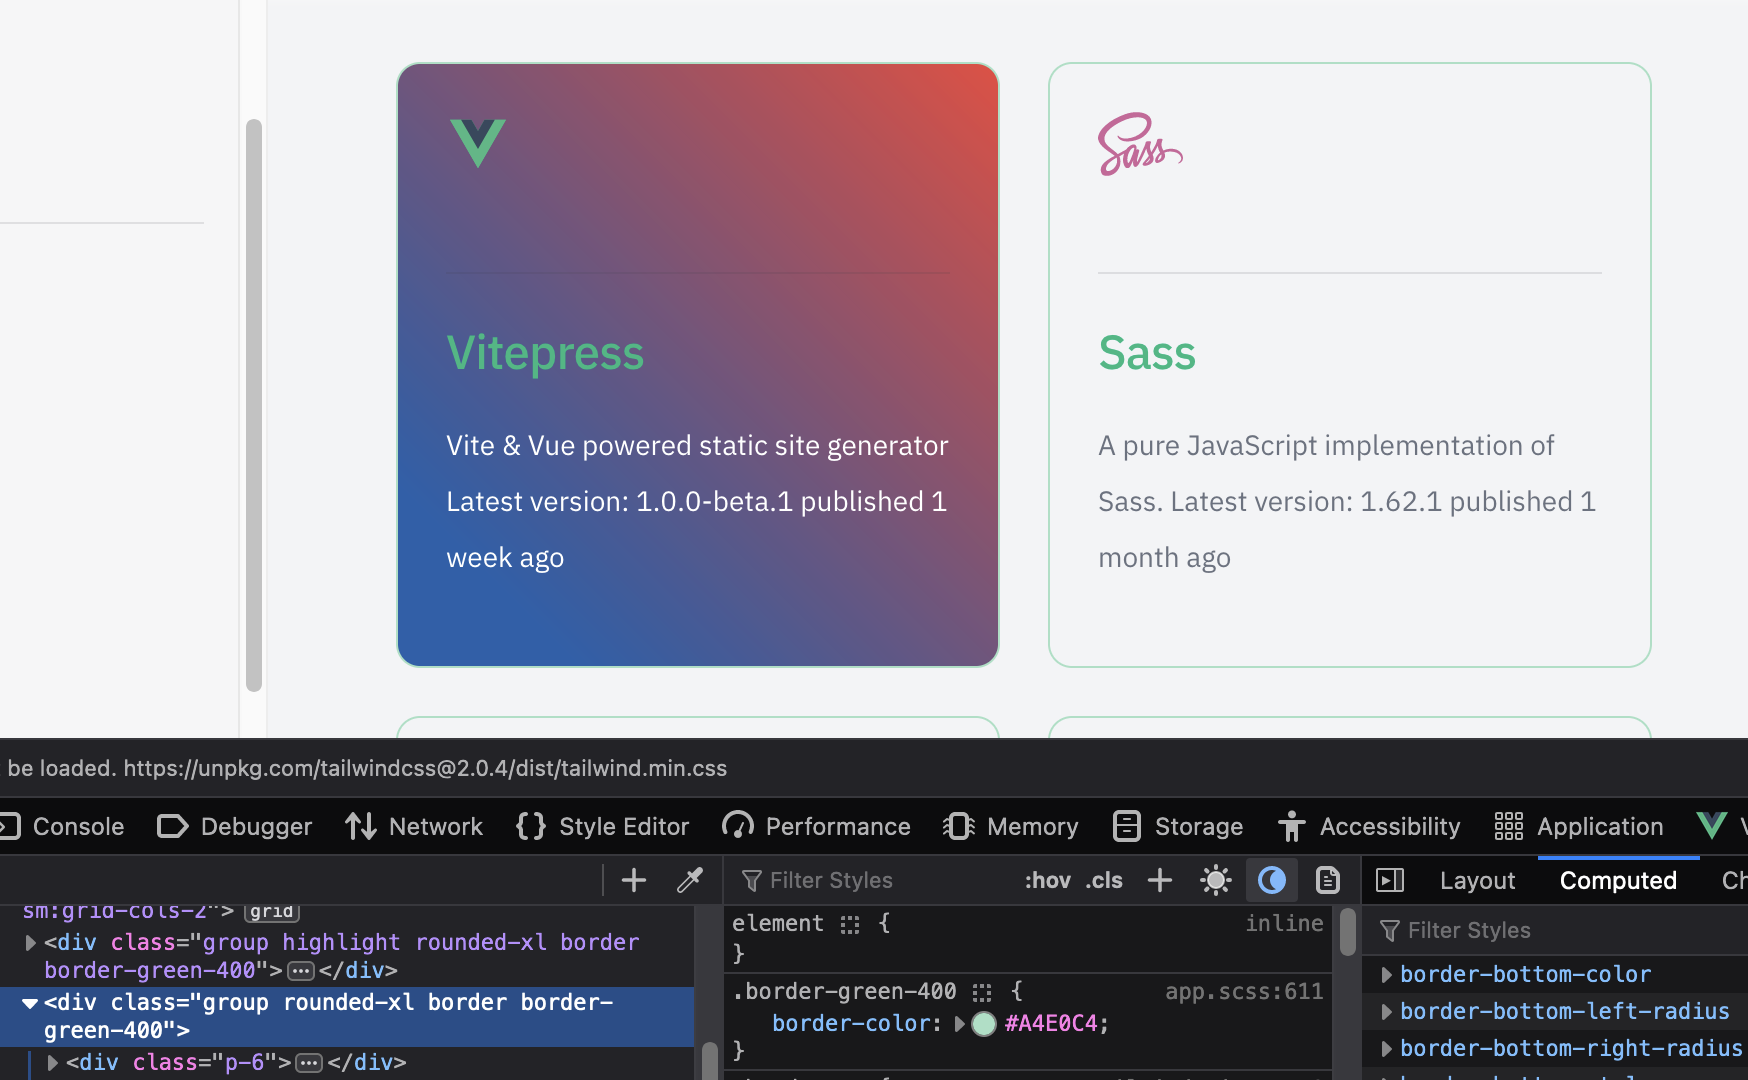 Sass
Vitepress
Vite & Vue powered static site generator
Latest version: 1.0.0-beta.1 published 1
week ago
Sass
A pure JavaScript implementation of
Sass. Latest version: 1.62.1 published 1
month ago
be loaded. https://unpkg.com/tailwindcss@2.0.4/dist/tailwind.min.css
Console Debugger Network Style Editor Performance Memory Storage Accessibility Application
sm:grid-cols-2"> grid
<div class="group highlight rounded-xl border
border-green-400">…</div>
<div class="group rounded-xl border border-
green-400">
<div class="p-6">…</div>
Filter Styles :hov .cls
element { inline
}
.border-green-400 { app.scss:611
border-color: #A4E0C4;
}
Layout Computed Ch
Filter Styles
border-bottom-color
border-bottom-left-radius
border-bottom-right-radius